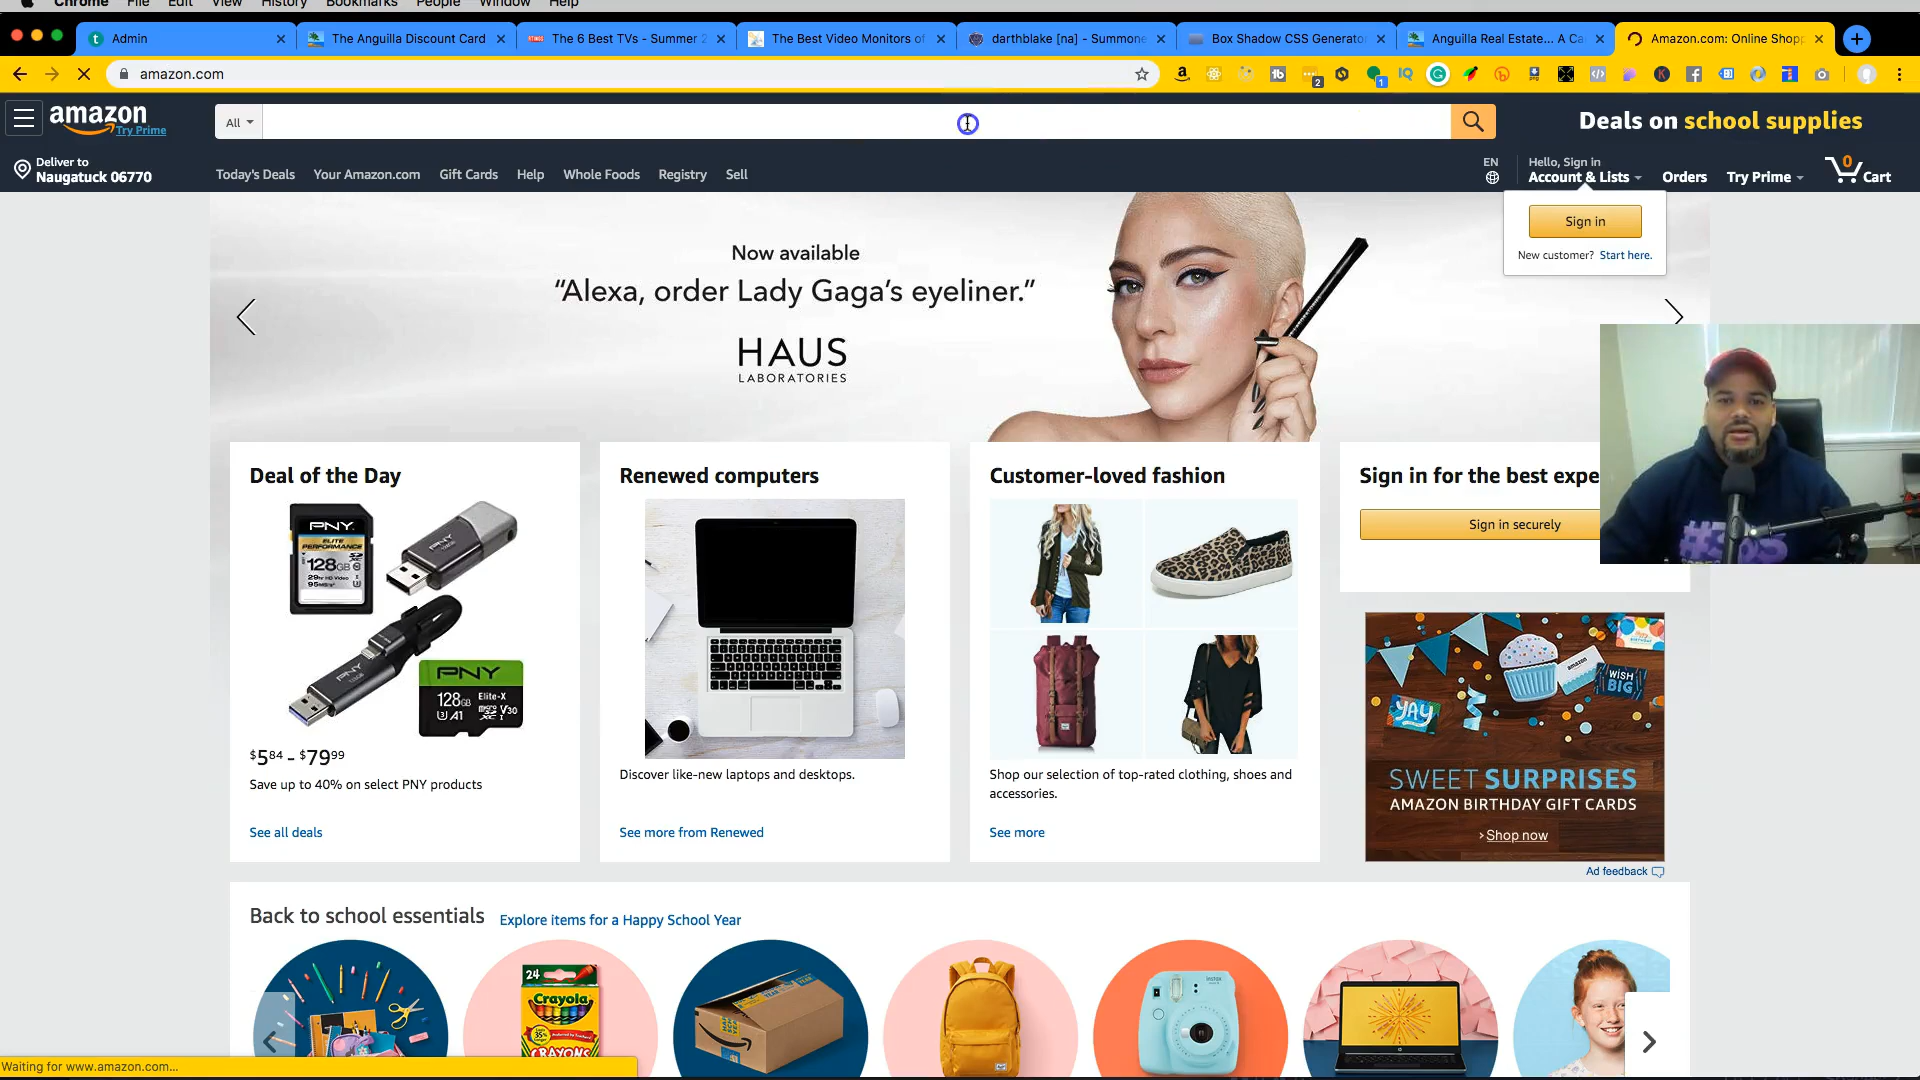 Chrome File Edit View History Bookmarks People Window Help
Admin
The Anguilla Discount Card
The 6 Best TVs - Summer 2
The Best Video Monitors of
darthblake [na] - Summone
Box Shadow CSS Generato
Anguilla Real Estate... A Ca
Amazon.com: Online Shopp
amazon.com
amazon
Try Prime
All
Deals on school supplies
Deliver to
Naugatuck 06770
Today's Deals Your Amazon.com Gift Cards Help Whole Foods Registry Sell
EN
Hello, Sign in
Account & Lists
Orders
Try Prime
0
Cart
Sign in
New customer? Start here.
Now available
“Alexa, order Lady Gaga’s eyeliner.”
HAUS
LABORATORIES
Deal of the Day
PNY
ELITE
PERFORMANCE
128GB
PNY
128GB Elite-X
$584 - $7999
Save up to 40% on select PNY products
See all deals
Renewed computers
Discover like-new laptops and desktops.
See more from Renewed
Customer-loved fashion
Shop our selection of top-rated clothing, shoes and
accessories.
See more
Sign in for the best expe
Sign in securely
amazon
WISH
BIG
YAY
SWEET SURPRISES
AMAZON BIRTHDAY GIFT CARDS
› Shop now
Ad feedback
Back to school essentials
Explore items for a Happy School Year
24
Crayola
CRAYONS
instax
Waiting for www.amazon.com...